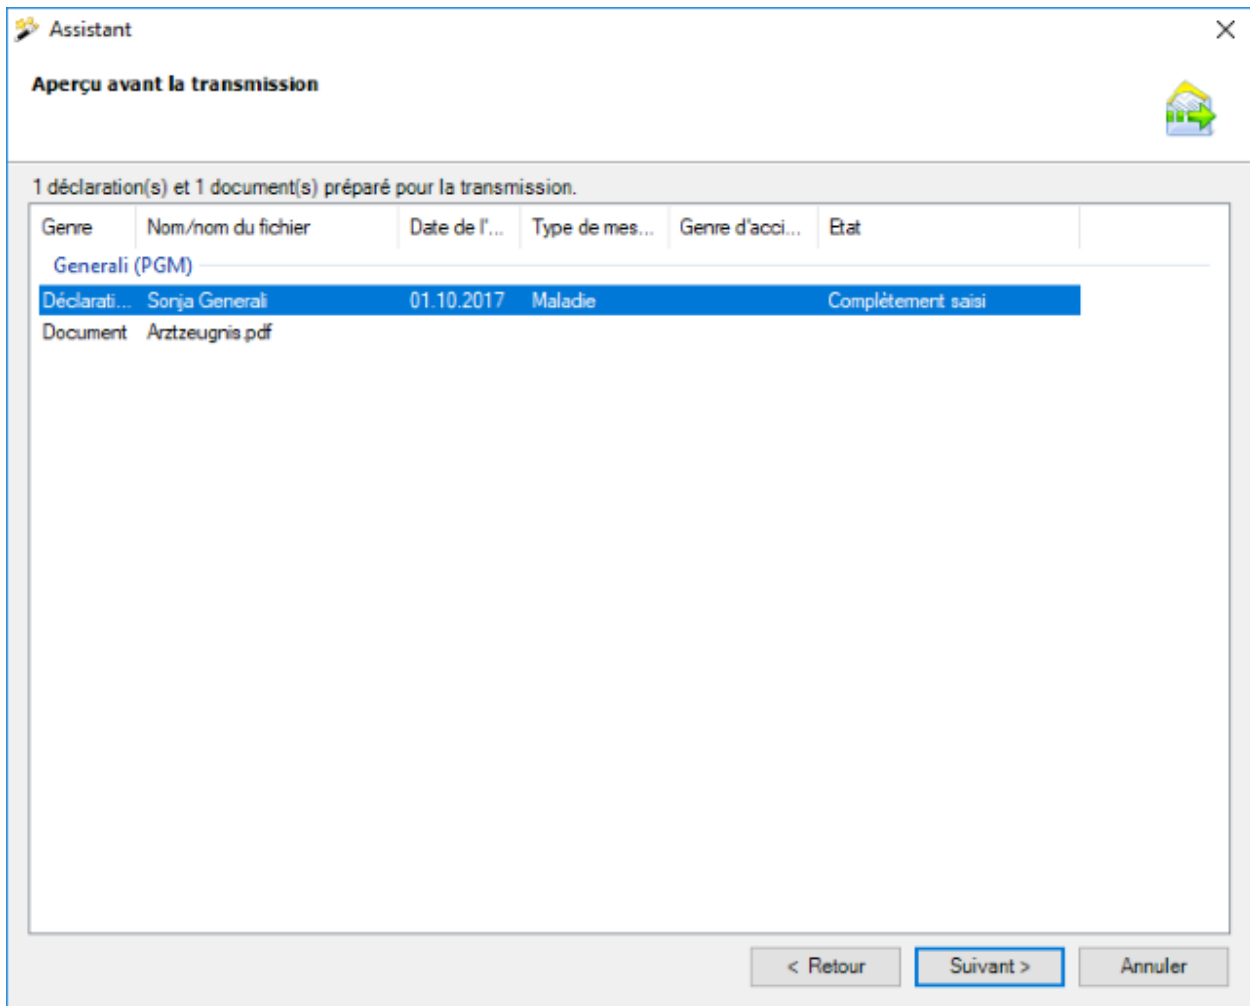 Assistant
Aperçu avant la transmission
1 déclaration(s) et 1 document(s) préparé pour la transmission.
Genre Nom/nom du fichier Date de l'... Type de mes... Genre d'acci... Etat
Generali (PGM)
Déclarati... Sonja Generali 01.10.2017 Maladie Complètement saisi
Document Arztzeugnis.pdf
< Retour Suivant > Annuler